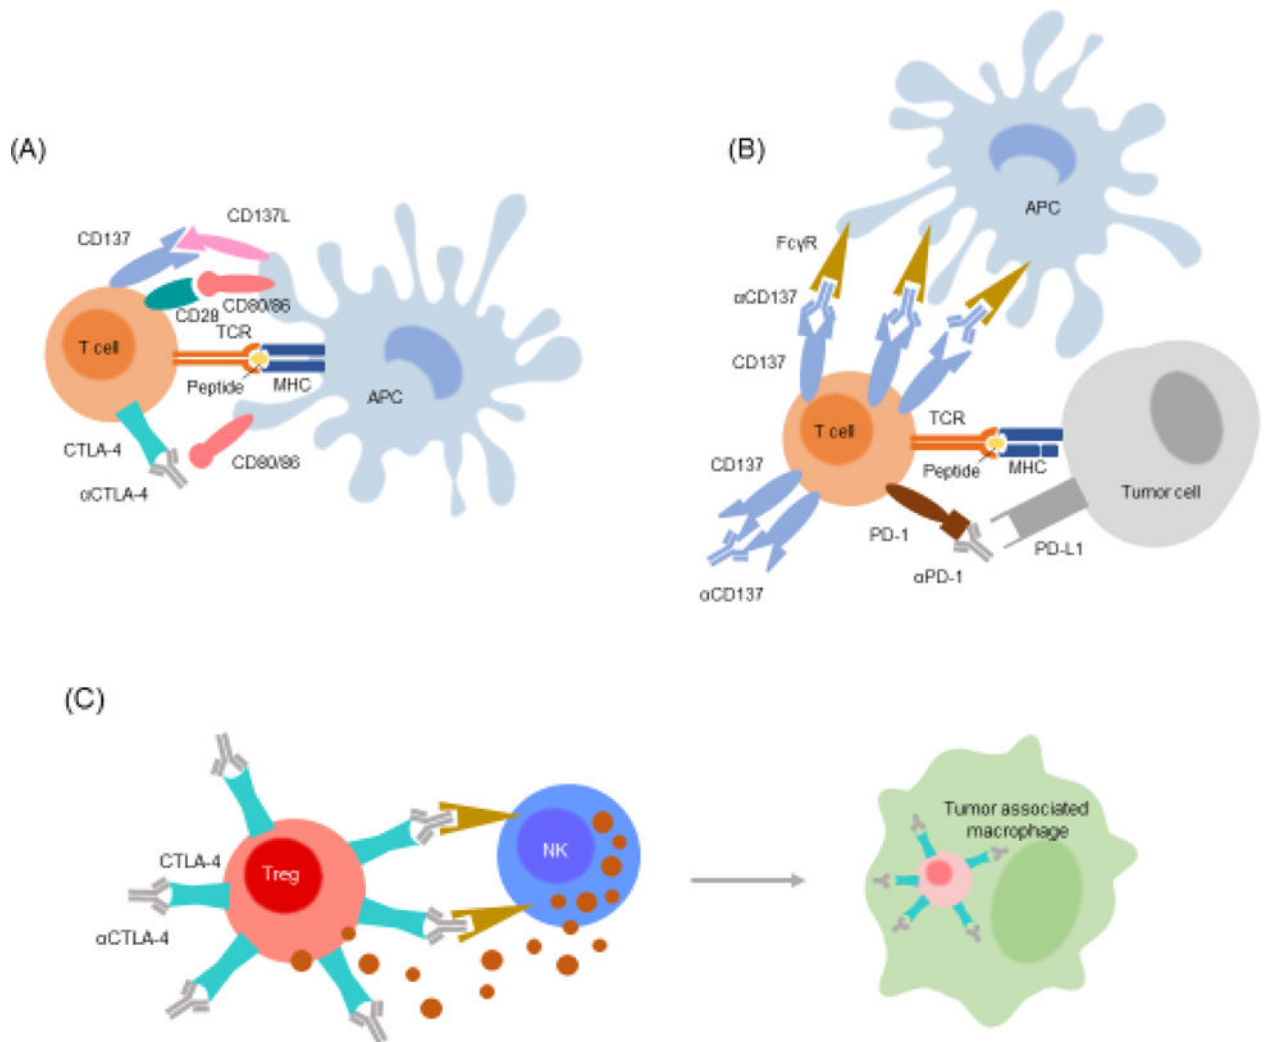 (A)
CD137
CD137L
CD28
CD80/86
TCR
T cell
Peptide
MHC
APC
CTLA-4
CD80/86
αCTLA-4
(B)
APC
FcγR
αCD137
CD137
T cell
TCR
Peptide
MHC
Tumor cell
CD137
PD-1
PD-L1
αPD-1
αCD137
(C)
CTLA-4
Treg
αCTLA-4
NK
Tumor associated
macrophage